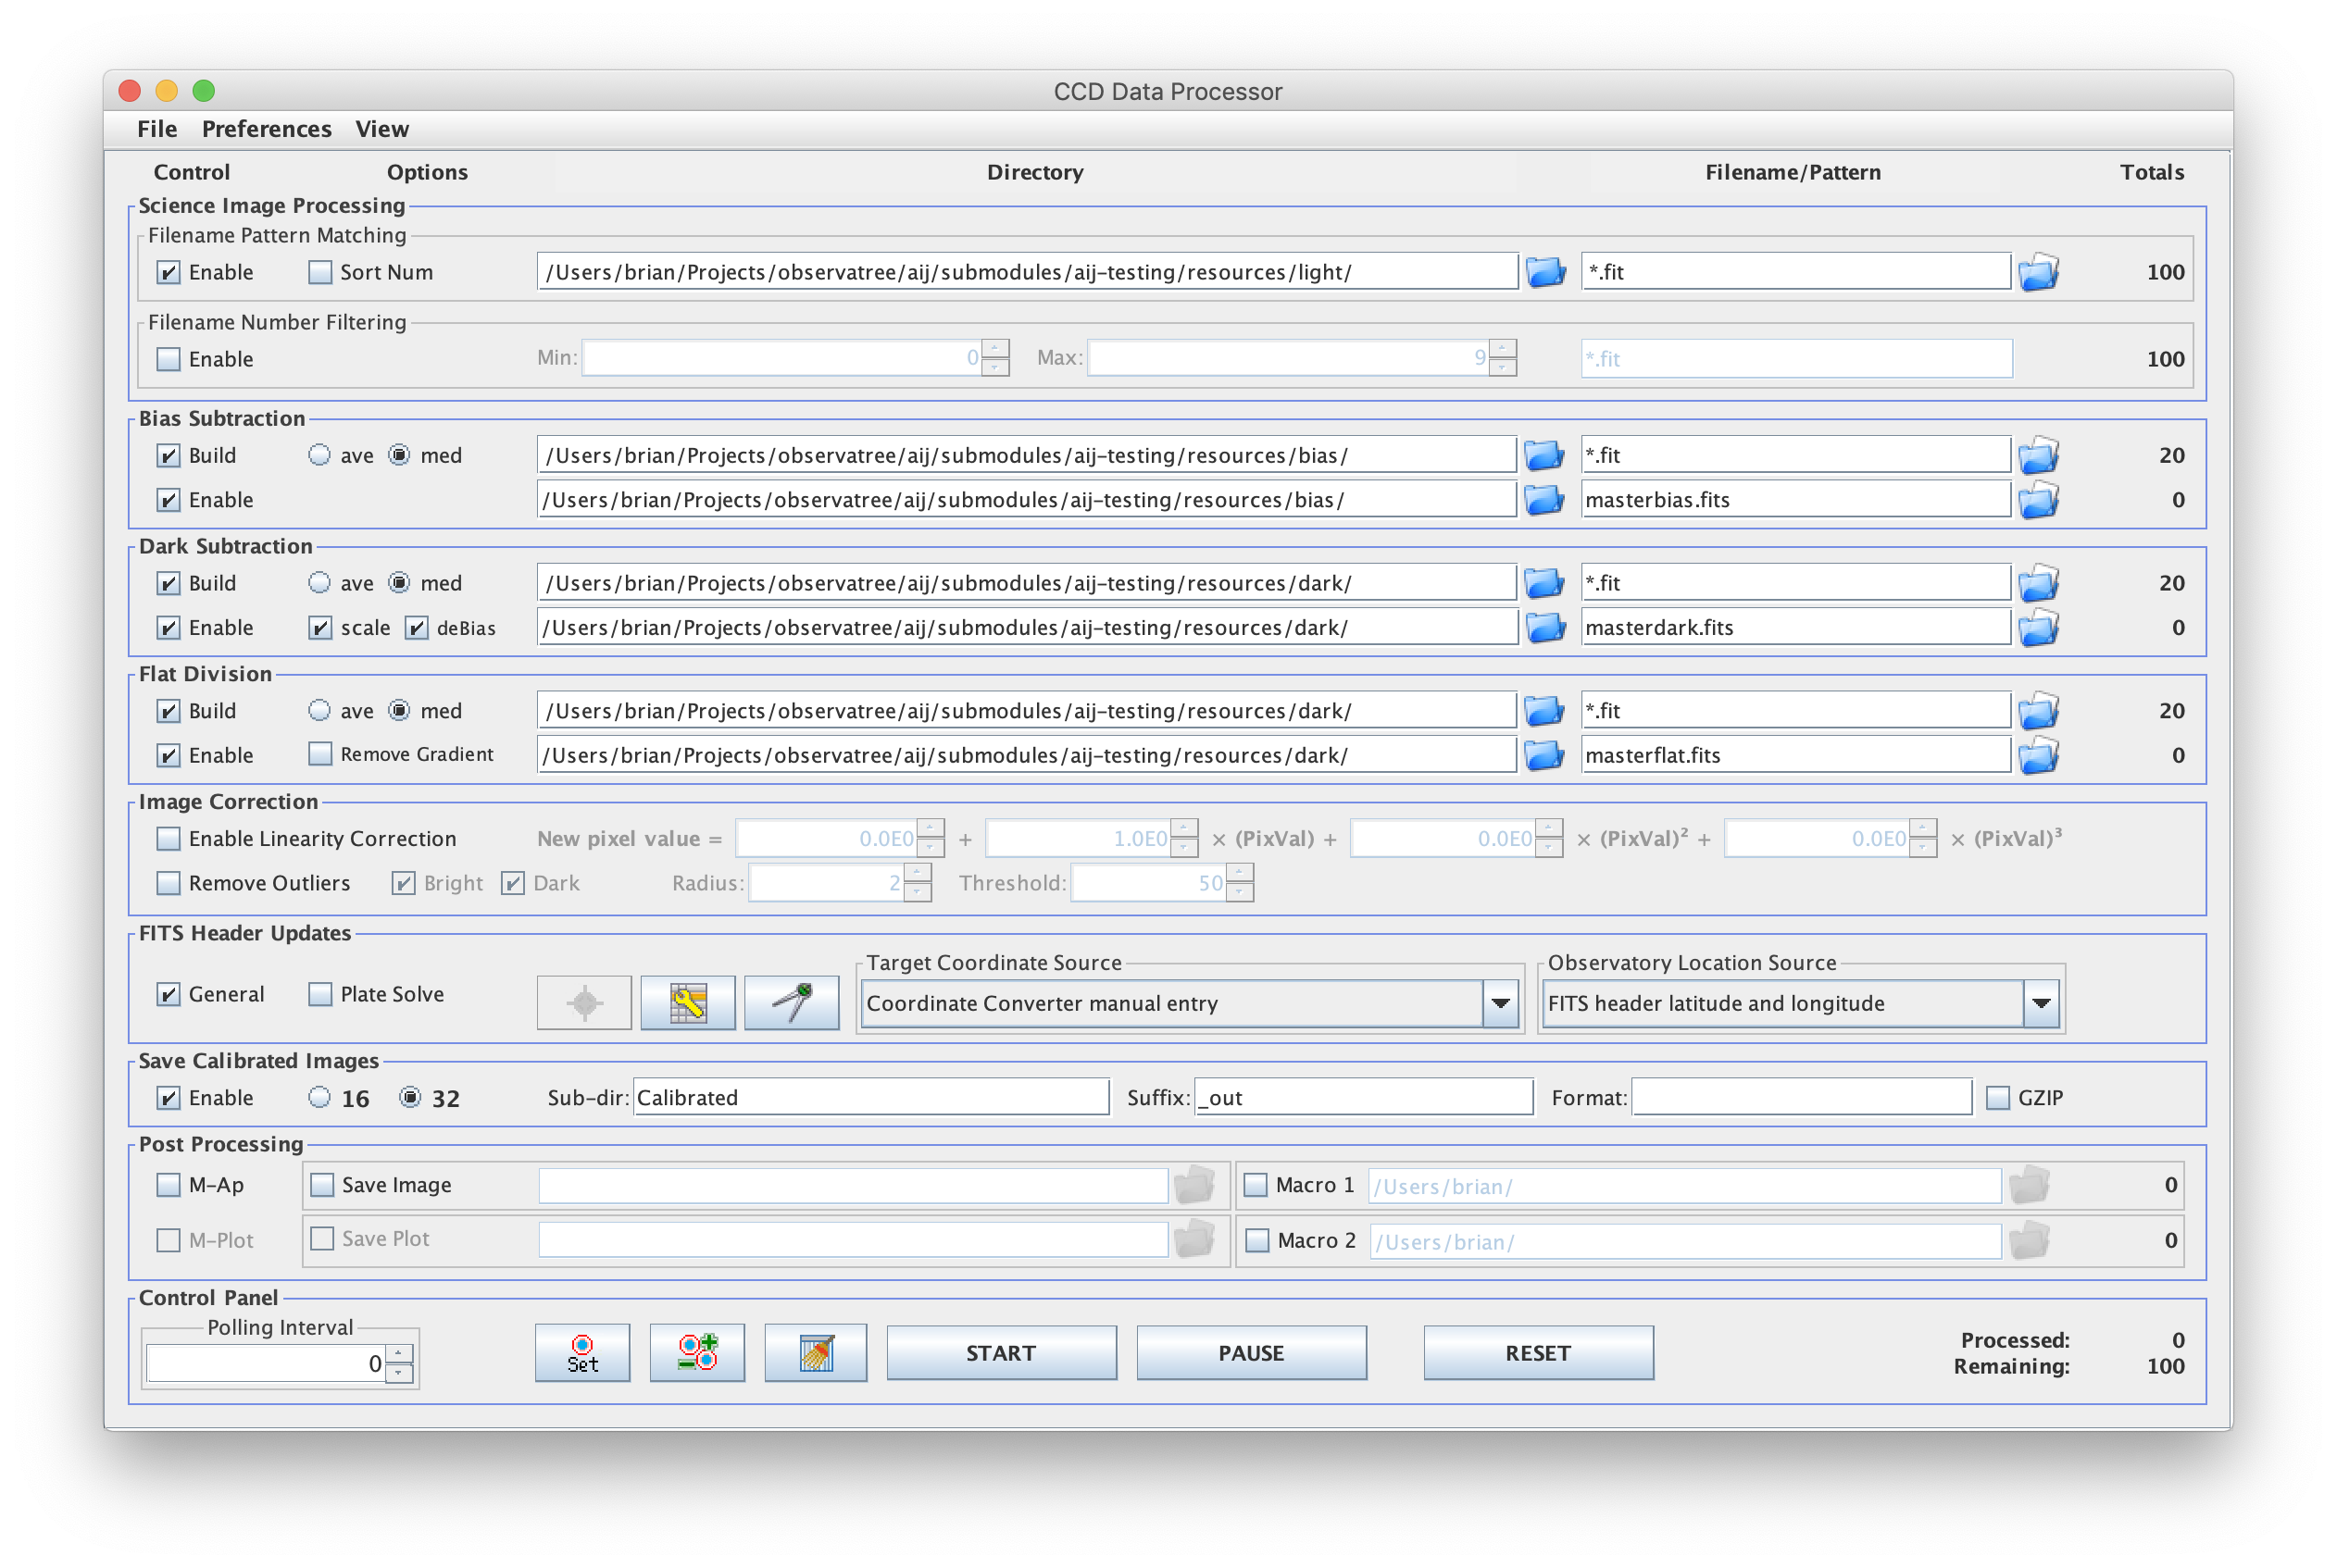 CCD Data Processor
File Preferences View
Control Options Directory Filename/Pattern Totals
Science Image Processing
Filename Pattern Matching
Enable Sort Num /Users/brian/Projects/observatree/aij/submodules/aij-testing/resources/light/ *.fit 100
Filename Number Filtering
Enable Min: 0 Max: 9 *.fit 100
Bias Subtraction
Build ave med /Users/brian/Projects/observatree/aij/submodules/aij-testing/resources/bias/ *.fit 20
Enable /Users/brian/Projects/observatree/aij/submodules/aij-testing/resources/bias/ masterbias.fits 0
Dark Subtraction
Build ave med /Users/brian/Projects/observatree/aij/submodules/aij-testing/resources/dark/ *.fit 20
Enable scale deBias /Users/brian/Projects/observatree/aij/submodules/aij-testing/resources/dark/ masterdark.fits 0
Flat Division
Build ave med /Users/brian/Projects/observatree/aij/submodules/aij-testing/resources/dark/ *.fit 20
Enable Remove Gradient /Users/brian/Projects/observatree/aij/submodules/aij-testing/resources/dark/ masterflat.fits 0
Image Correction
Enable Linearity Correction New pixel value = 0.0E0 + 1.0E0 × (PixVal) + 0.0E0 × (PixVal)² + 0.0E0 × (PixVal)³
Remove Outliers Bright Dark Radius: 2 Threshold: 50
FITS Header Updates
Target Coordinate Source Observatory Location Source
General Plate Solve Coordinate Converter manual entry FITS header latitude and longitude
Save Calibrated Images
Enable 16 32 Sub-dir: Calibrated Suffix: _out Format: GZIP
Post Processing
M-Ap Save Image Macro 1 /Users/brian/ 0
M-Plot Save Plot Macro 2 /Users/brian/ 0
Control Panel
Polling Interval
0 Set START PAUSE RESET
Processed: 0
Remaining: 100